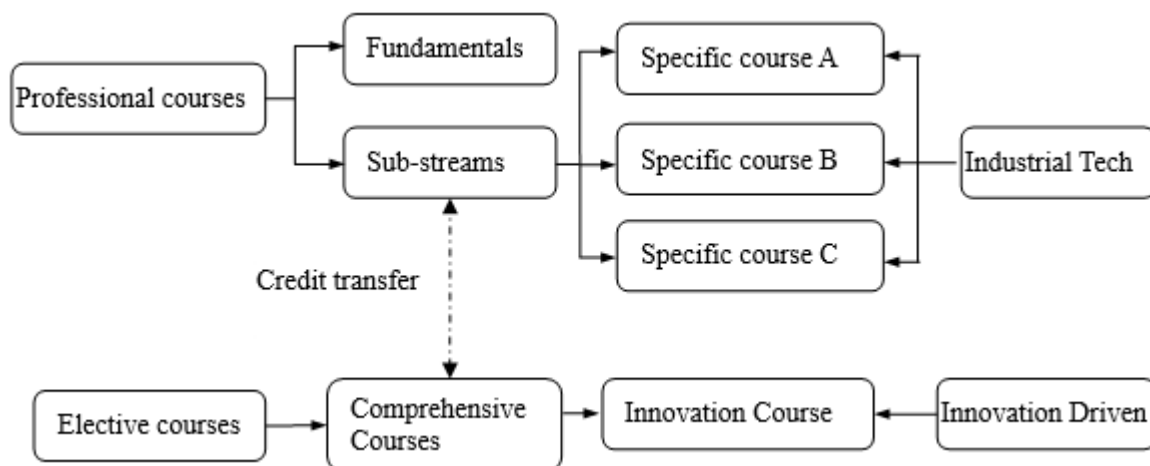 Fundamentals
Specific course A
Professional courses
Sub-streams
Specific course B
Industrial Tech
Specific course C
Credit transfer
Elective courses
Comprehensive
Courses
Innovation Course
Innovation Driven